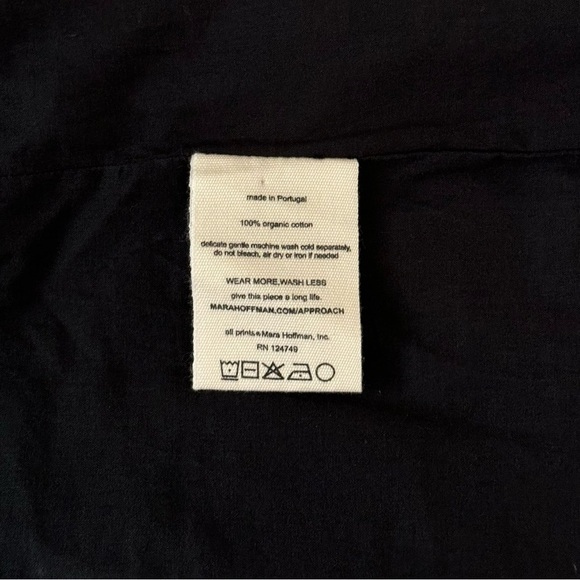 made in Portugal
100% organic cotton
delicate gentle machine wash cold separately,
do not bleach, air dry or iron if needed
WEAR MORE,WASH LESS
give this piece a long life.
MARAHOFFMAN.COM/APPROACH
all prints©Mara Hoffman, Inc.
RN 124749